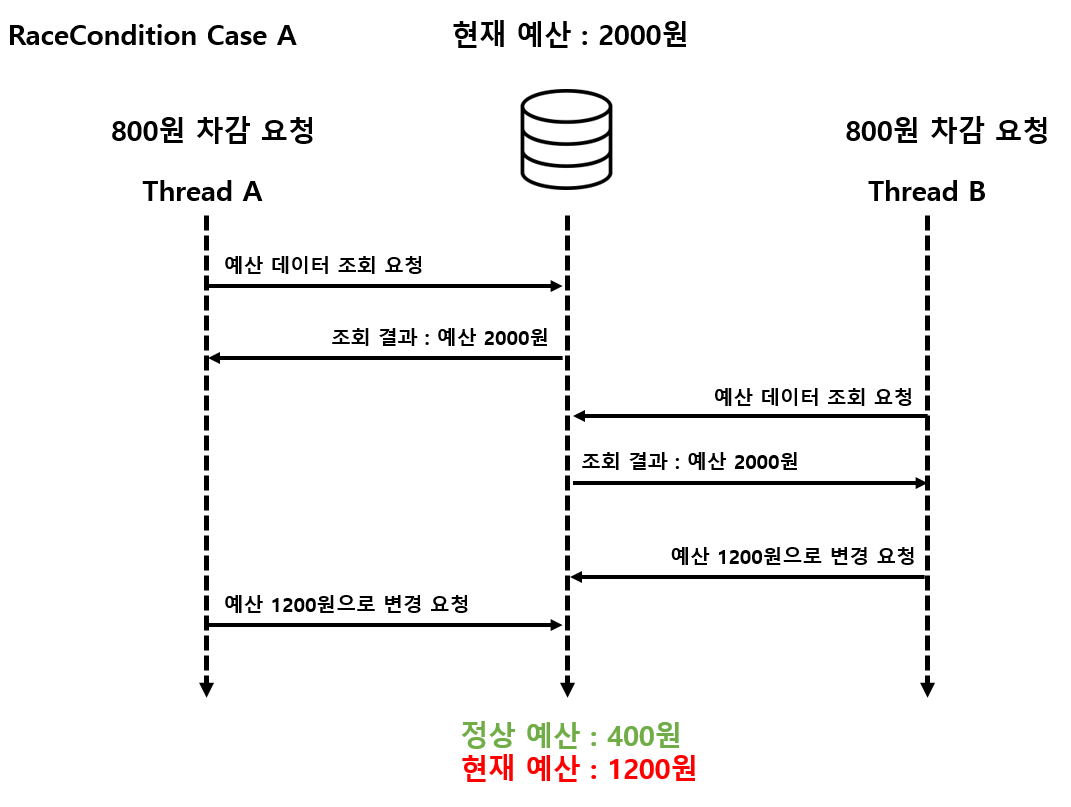 RaceCondition Case A
현재 예산 : 2000원
800원 차감 요청
800원 차감 요청
Thread A
Thread B
예산 데이터 조회 요청
조회 결과 : 예산 2000원
예산 데이터 조회 요청
조회 결과 : 예산 2000원
예산 1200원으로 변경 요청
예산 1200원으로 변경 요청
정상 예산 : 400원
현재 예산 : 1200원